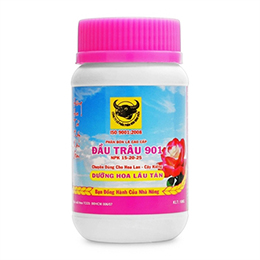 ISO 9001:2008
PHÂN BÓN LÁ CAO CẤP
ĐẦU TRÂU 901
NPK 15-20-25
Chuyên Dùng Cho Hoa Lan - Cây Kiểng
DƯỠNG HOA LÂU TÀN
Bạn Đồng Hành Của Nhà Nông